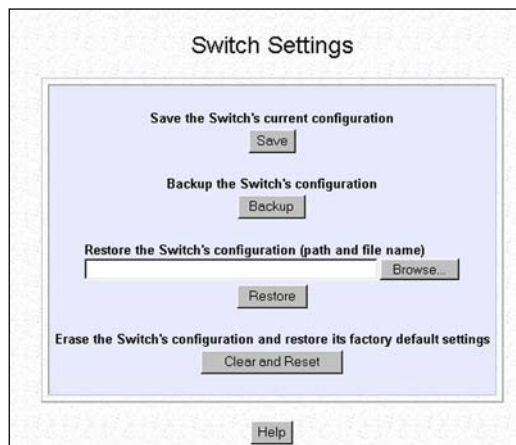 Switch Settings
Save the Switch's current configuration
Save
Backup the Switch's configuration
Backup
Restore the Switch's configuration (path and file name)
Browse...
Restore
Erase the Switch's configuration and restore its factory default settings
Clear and Reset
Help